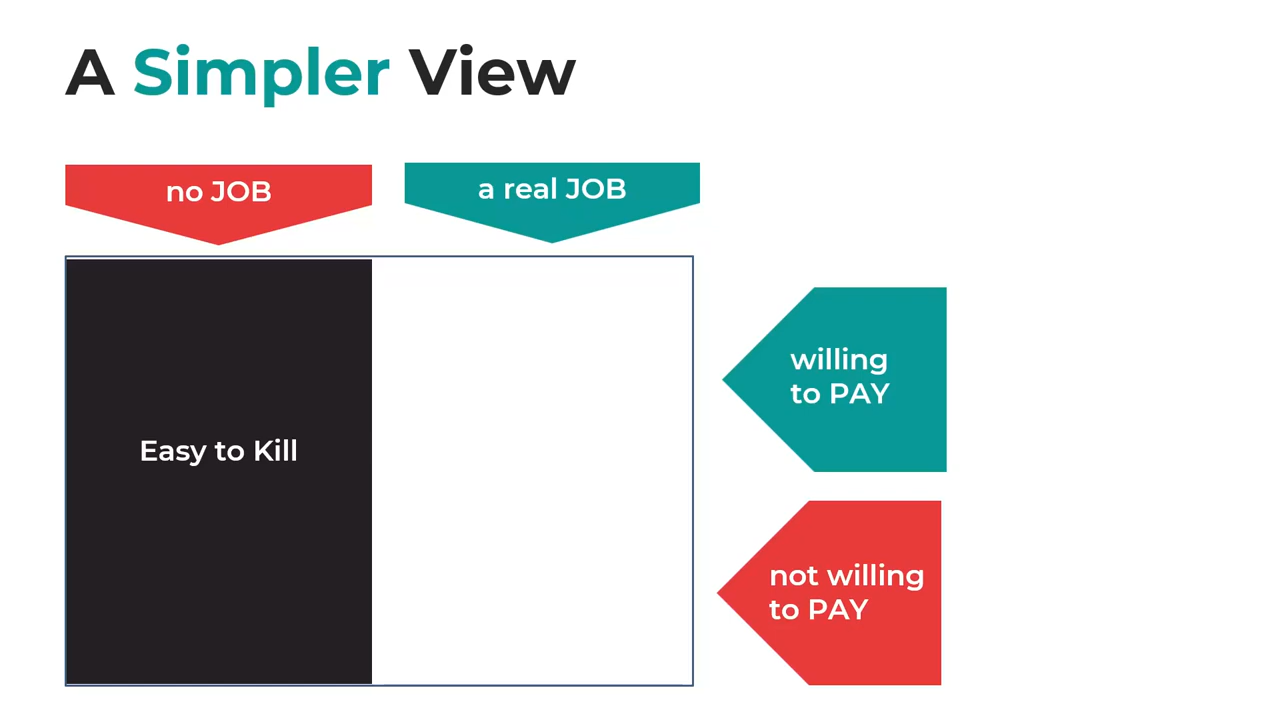 A Simpler View
no JOB
a real JOB
willing
to PAY
Easy to Kill
not willing
to PAY